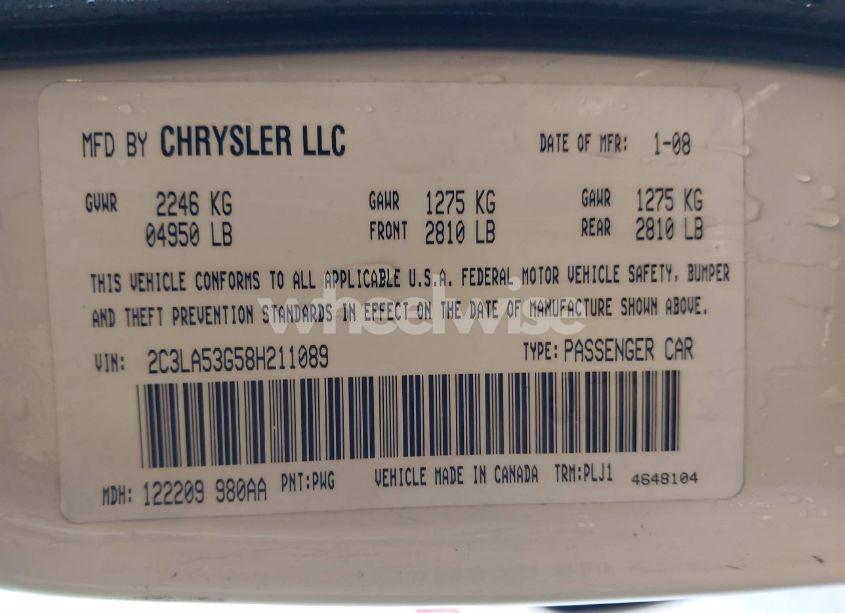 MFD BY CHRYSLER LLC DATE OF MFR: 1-08
GVWR 2246 KG GAWR 1275 KG GAWR 1275 KG
04950 LB FRONT 2810 LB REAR 2810 LB
THIS VEHICLE CONFORMS TO ALL APPLICABLE U.S.A. FEDERAL MOTOR VEHICLE SAFETY, BUMPER
AND THEFT PREVENTION STANDARDS IN EFFECT ON THE DATE OF MANUFACTURE SHOWN ABOVE.
wheelwise
VIN: 2C3LA53G58H211089 TYPE: PASSENGER CAR
MDH: 122209 980AA PNT:PWG VEHICLE MADE IN CANADA TRM:PLJ1 4648104